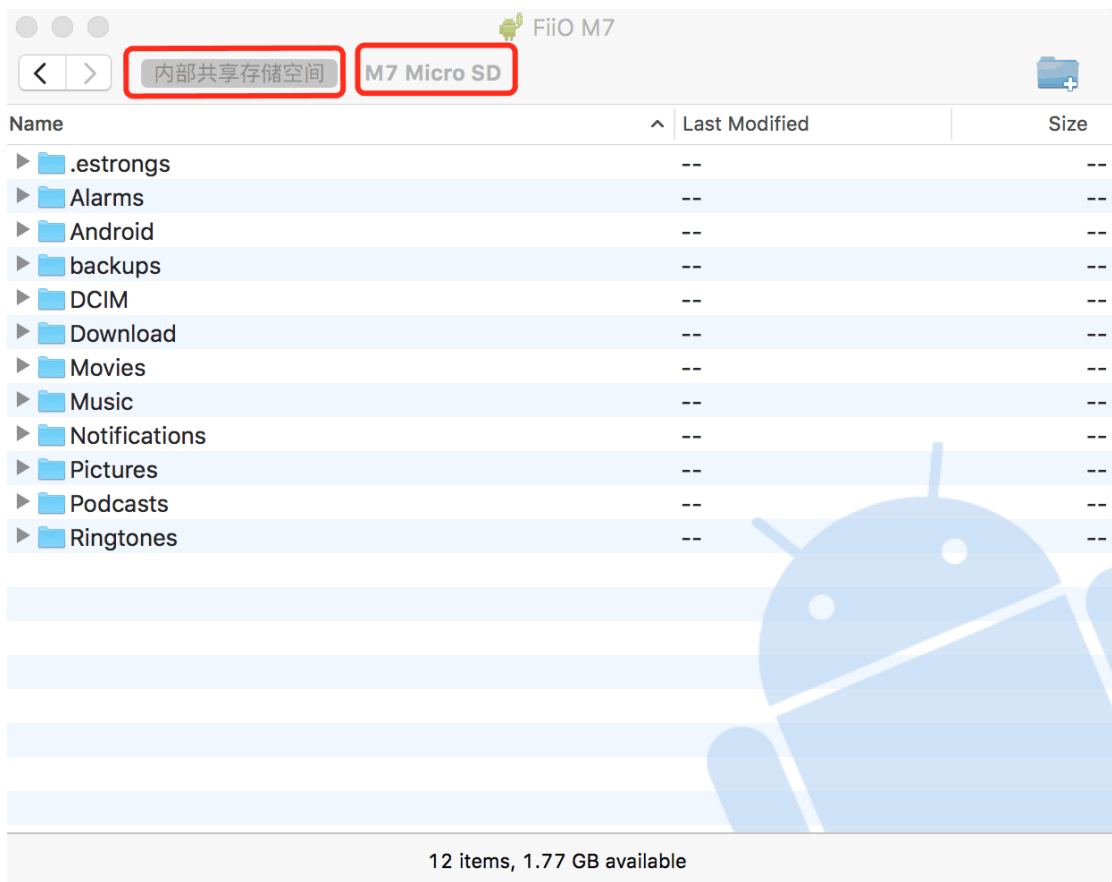 FiiO M7
内部共享存储空间 M7 Micro SD
Name Last Modified Size
.estrongs -- --
Alarms -- --
Android -- --
backups -- --
DCIM -- --
Download -- --
Movies -- --
Music -- --
Notifications -- --
Pictures -- --
Podcasts -- --
Ringtones -- --
12 items, 1.77 GB available